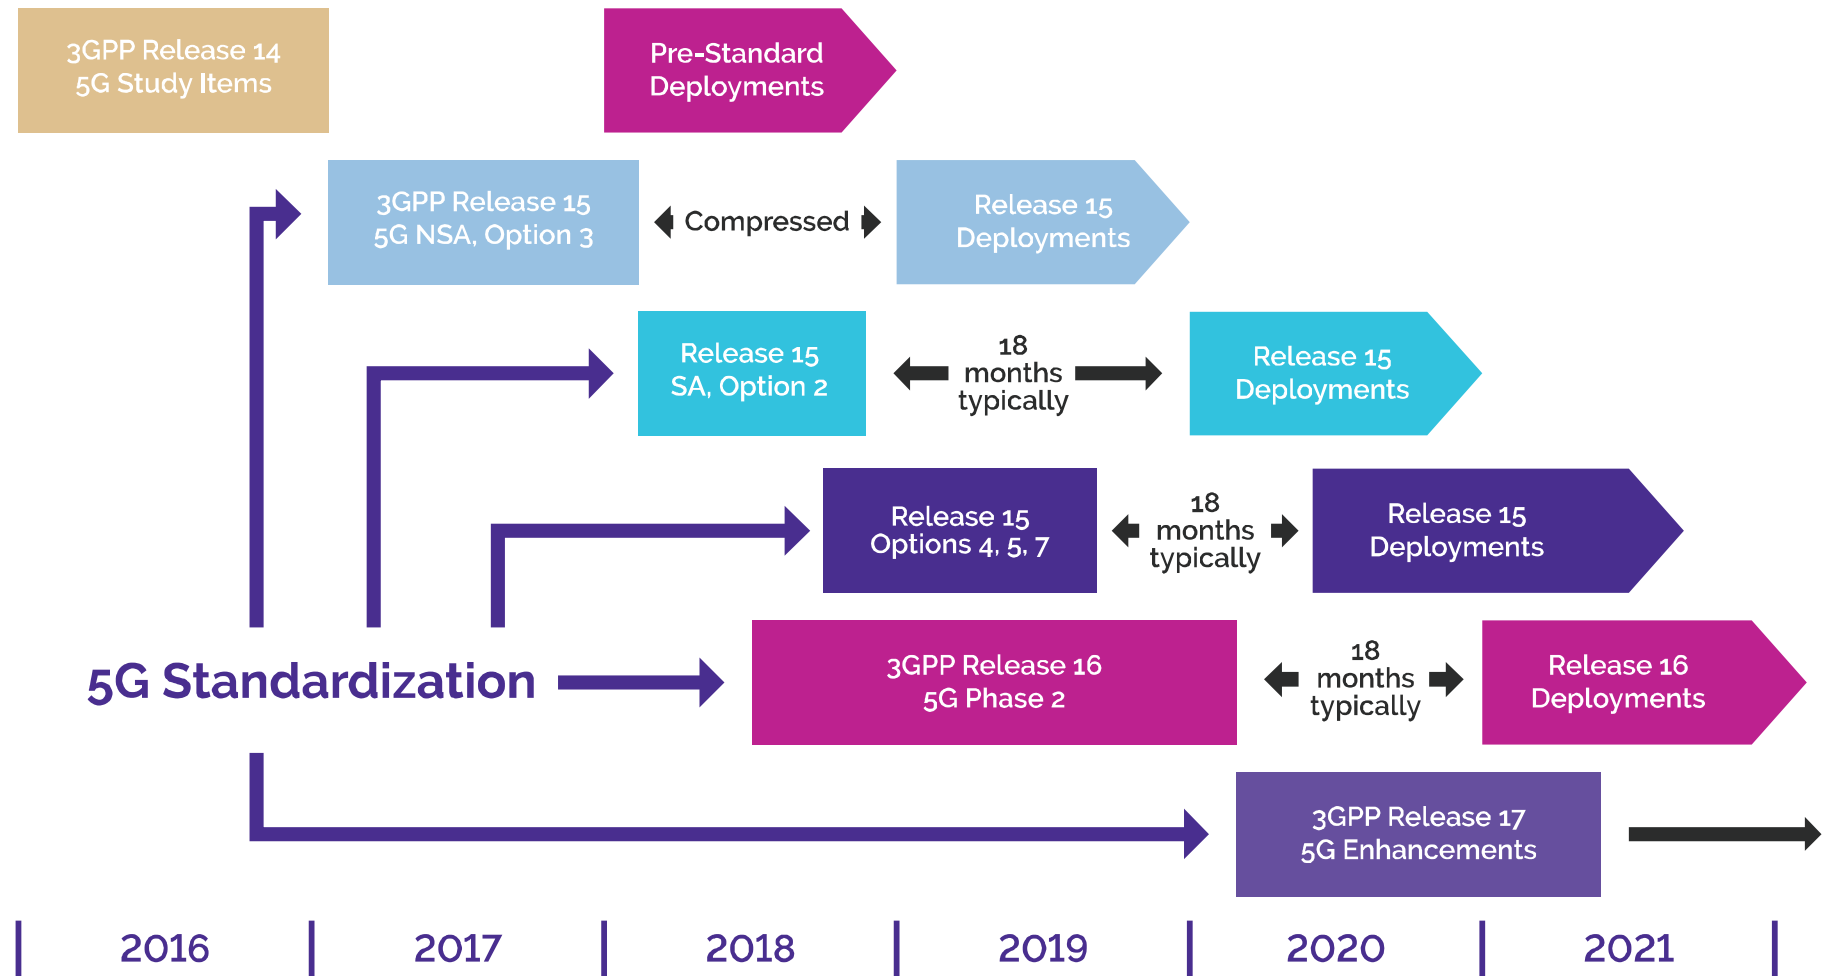 3GPP Release 14
5G Study Items
Pre-Standard
Deployments
3GPP Release 15
5G NSA, Option 3
Compressed
Release 15
Deployments
Release 15
SA, Option 2
18
months
typically
Release 15
Deployments
Release 15
Options 4, 5, 7
18
months
typically
Release 15
Deployments
5G Standardization
3GPP Release 16
5G Phase 2
18
months
typically
Release 16
Deployments
3GPP Release 17
5G Enhancements
2016
2017
2018
2019
2020
2021